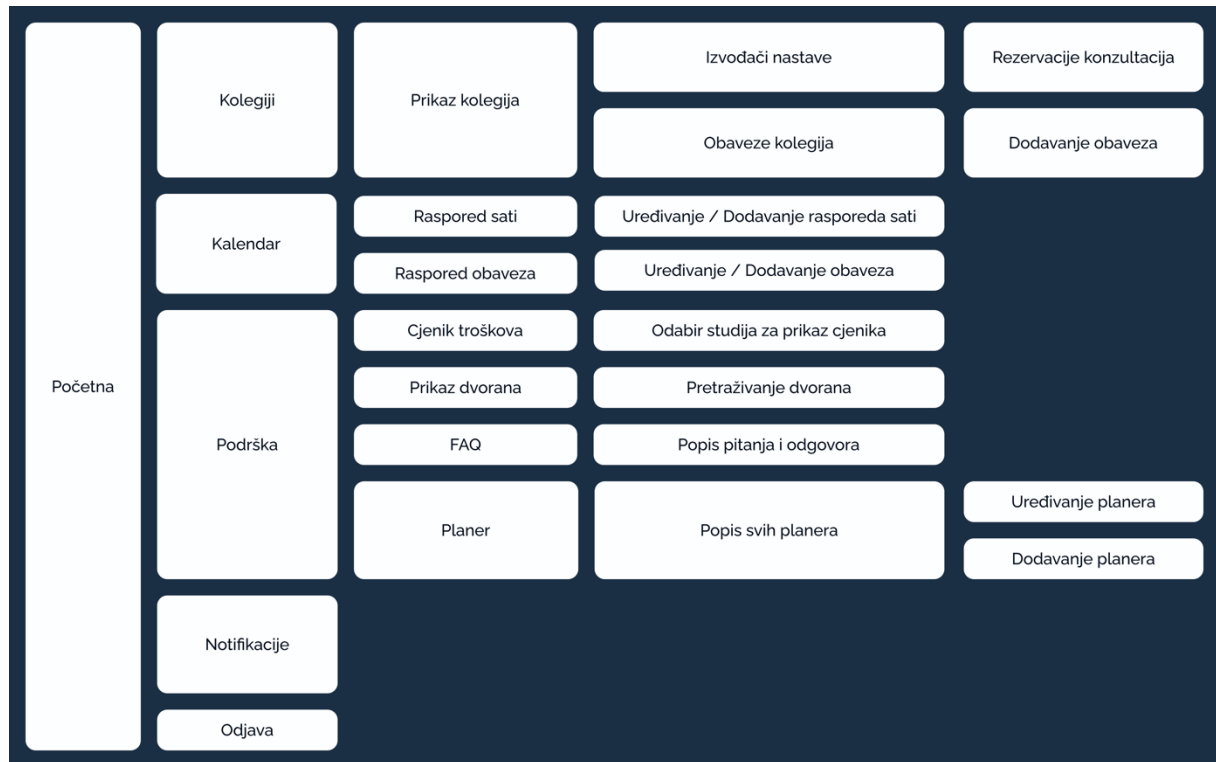 Početna
Kolegiji
Prikaz kolegija
Izvođači nastave
Rezervacije konzultacija
Obaveze kolegija
Dodavanje obaveza
Kalendar
Raspored sati
Uređivanje / Dodavanje rasporeda sati
Raspored obaveza
Uređivanje / Dodavanje obaveza
Podrška
Cjenik troškova
Odabir studija za prikaz cjenika
Prikaz dvorana
Pretraživanje dvorana
FAQ
Popis pitanja i odgovora
Planer
Popis svih planera
Uređivanje planera
Dodavanje planera
Notifikacije
Odjava